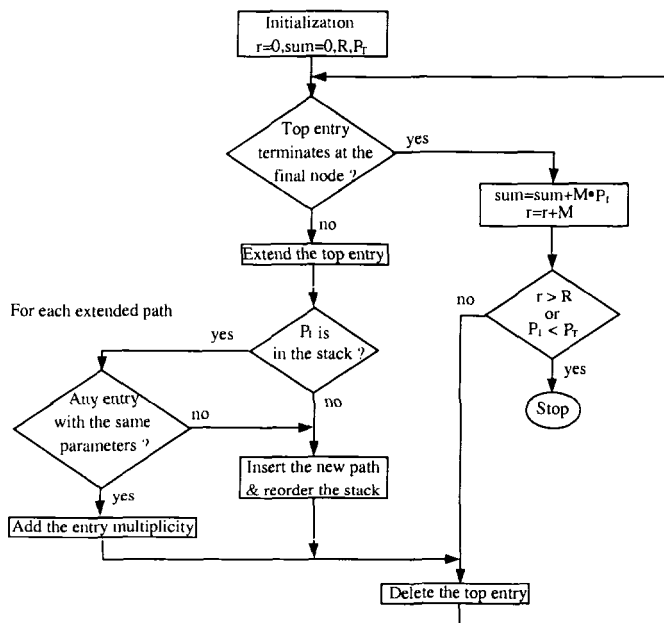 Initialization
r=0,sum=0,R,P_T
Top entry
terminates at the
final node ?
yes
sum=sum+M•P_t
r=r+M
no
Extend the top entry
For each extended path
yes
P_t is
in the stack ?
no
r > R
or
P_t < P_T
yes
Stop
Any entry
with the same
parameters ?
no
no
Insert the new path
& reorder the stack
yes
Add the entry multiplicity
Delete the top entry